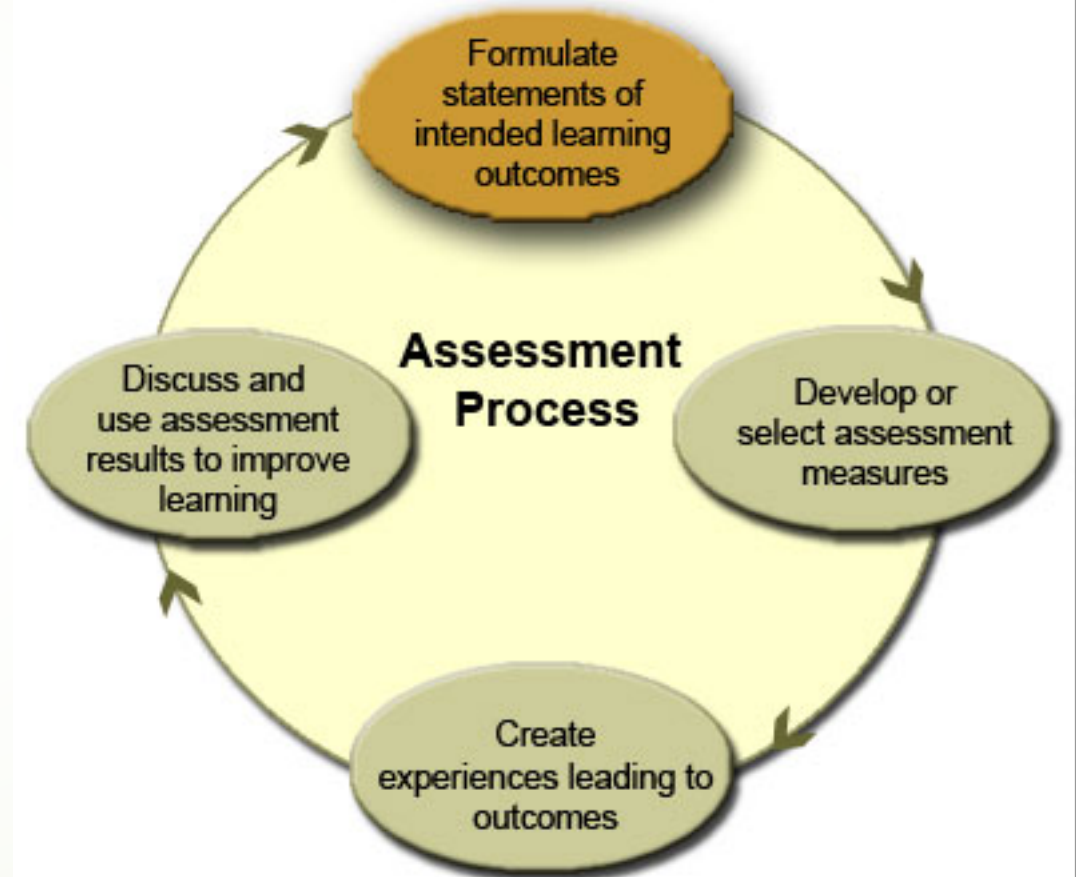 Formulate
statements of
intended learning
outcomes
Assessment
Process
Develop or
select assessment
measures
Create
experiences leading to
outcomes
Discuss and
use assessment
results to improve
learning